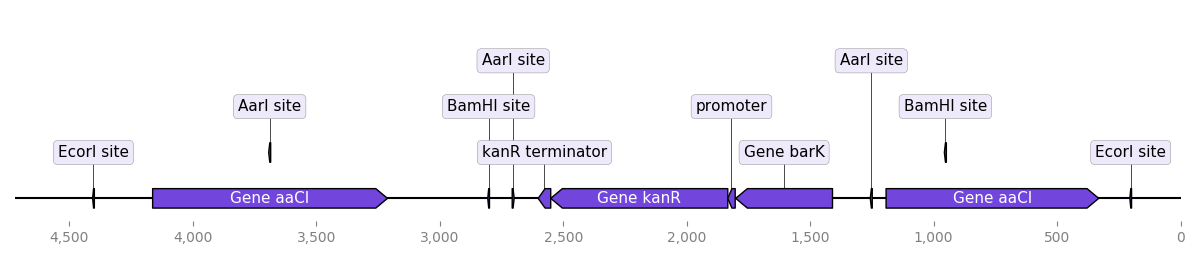 AarI site
AarI site
AarI site
BamHI site
promoter
BamHI site
EcorI site
kanR terminator
Gene barK
EcorI site
Gene aaCI
Gene kanR
Gene aaCI
4,500
4,000
3,500
3,000
2,500
2,000
1,500
1,000
500
0